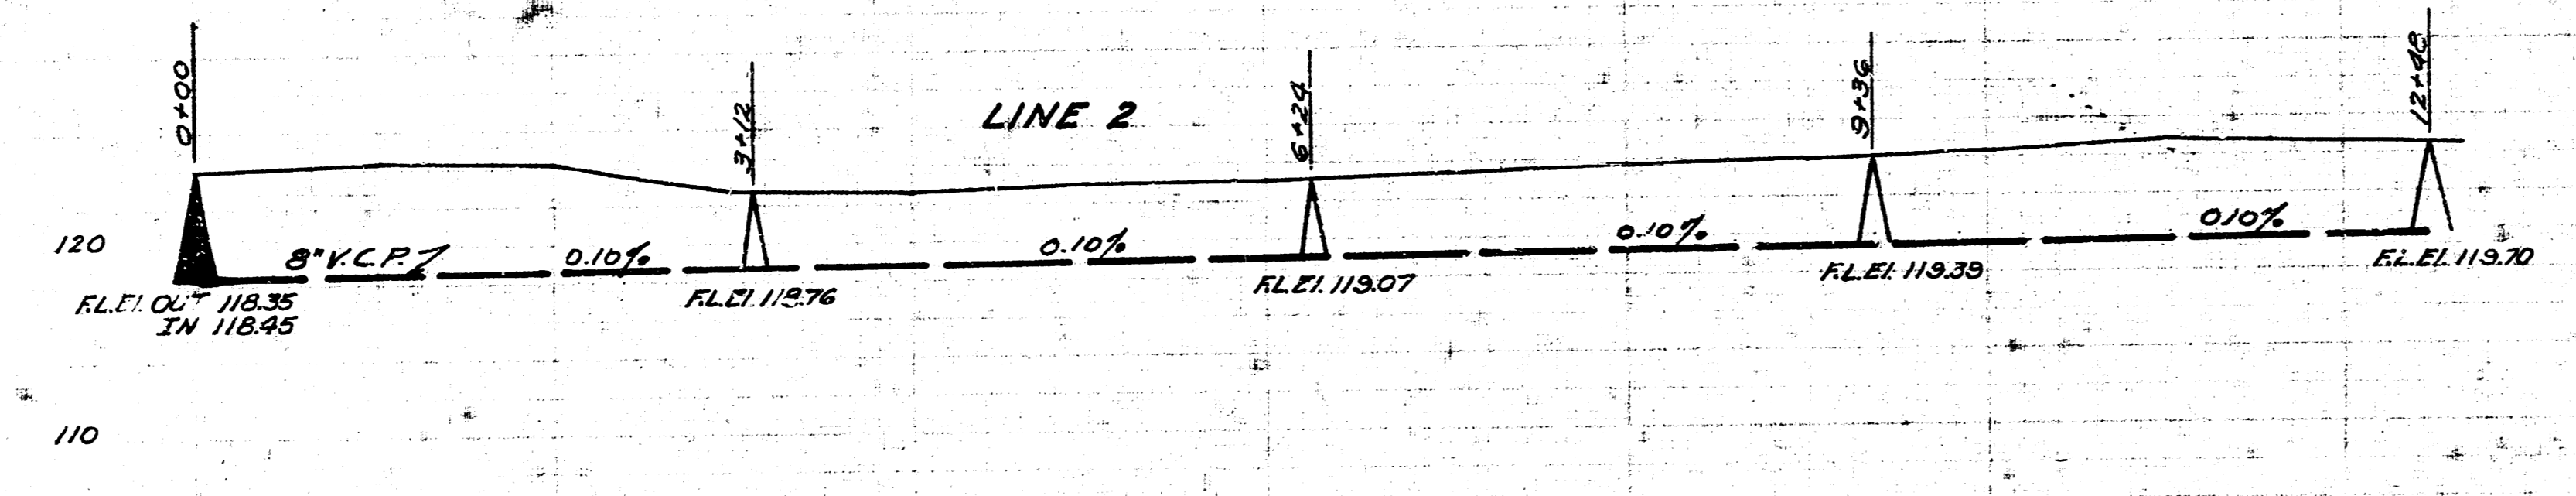 0+00
3+12
LINE 2
6+24
9+36
12+48
120
8" V.C.P.
0.10%
0.10%
0.10%
0.10%
F.L.El. OUT 118.35
IN 118.45
F.L.El. 118.76
F.L.El. 119.07
F.L.El. 119.39
F.L.El. 119.70
110